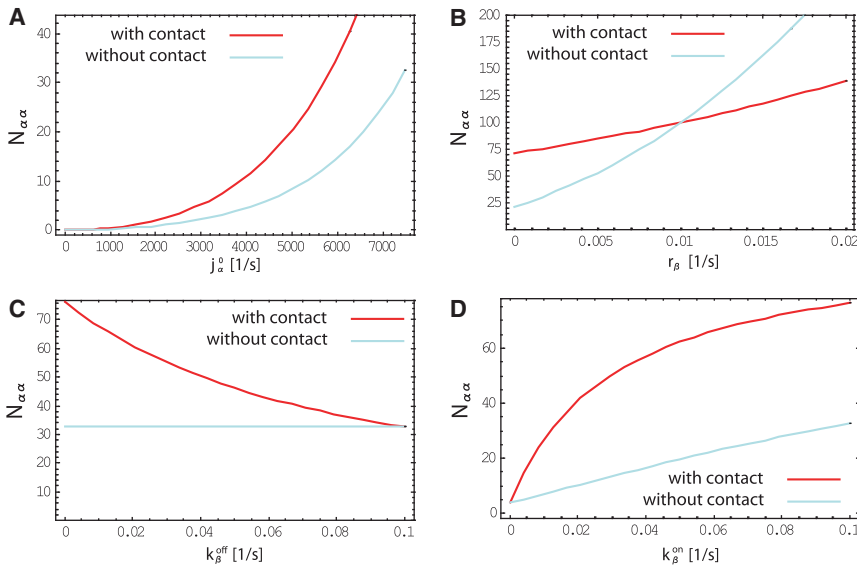 A
with contact
without contact
N αα
40
30
20
10
0
0 1000 2000 3000 4000 5000 6000 7000
j α 0 [1/s]
B
with contact
without contact
N αα
200
175
150
125
100
75
50
25
0 0.005 0.01 0.015 0.02
r β [1/s]
C
with contact
without contact
N αα
70
60
50
40
30
20
10
0 0.02 0.04 0.06 0.08 0.1
k β off [1/s]
D
N αα
60
40
20
0
with contact
without contact
0 0.02 0.04 0.06 0.08 0.1
k β on [1/s]